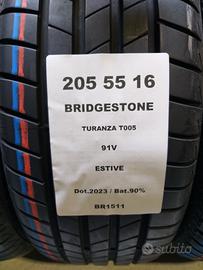 205 55 16
BRIDGESTONE
TURANZA T005
91V
ESTIVE
Dot.2023 / Bat.90%
BR1511
subito